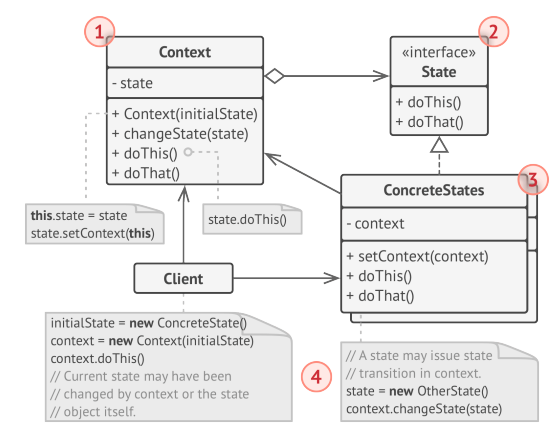 1
Context
- state
+ Context(initialState)
+ changeState(state)
+ doThis()
+ doThat()
2
«interface»
State
+ doThis()
+ doThat()
3
ConcreteStates
- context
+ setContext(context)
+ doThis()
+ doThat()
this.state = state
state.setContext(this)
state.doThis()
Client
initialState = new ConcreteState()
context = new Context(initialState)
context.doThis()
// Current state may have been
// changed by context or the state
// object itself.
4
// A state may issue state
// transition in context.
state = new OtherState()
context.changeState(state)